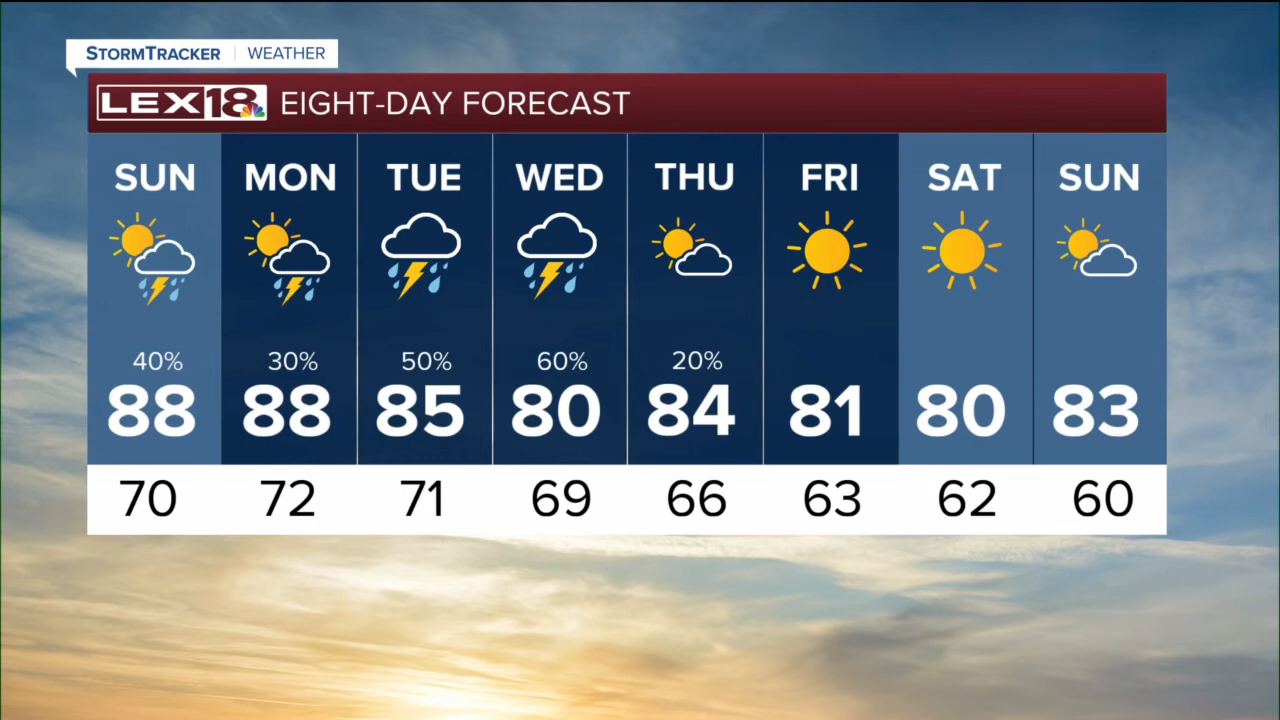 STORMTRACKER | WEATHER
LEX18 EIGHT-DAY FORECAST
SUN MON TUE WED THU FRI SAT SUN
40% 30% 50% 60% 20%
88 88 85 80 84 81 80 83
70 72 71 69 66 63 62 60